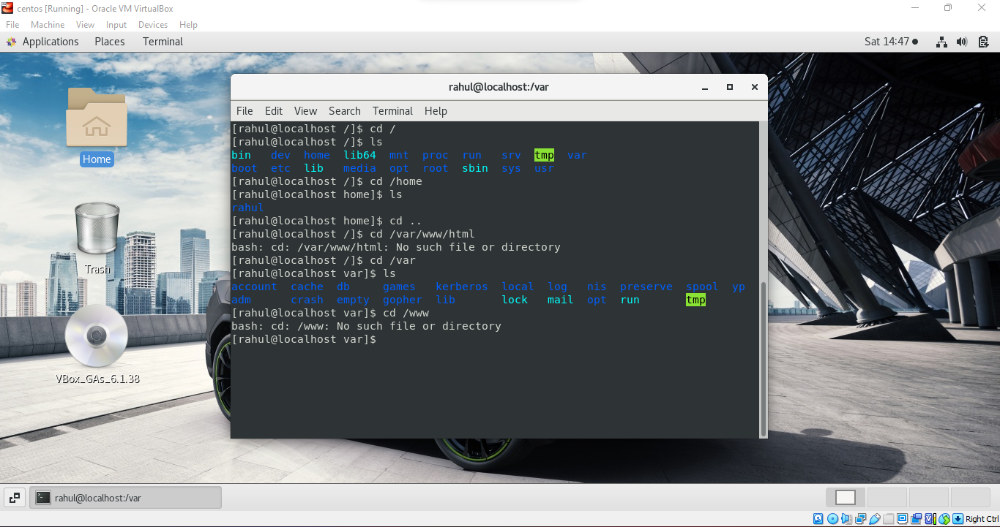 centos [Running] - Oracle VM VirtualBox
File Machine View Input Devices Help
Applications Places Terminal Sat 14:47
Home
Trash
VBox_GAs_6.1.38
rahul@localhost:/var
File Edit View Search Terminal Help
[rahul@localhost /]$ cd /
[rahul@localhost /]$ ls
bin dev home lib64 mnt proc run srv tmp var
boot etc lib media opt root sbin sys usr
[rahul@localhost /]$ cd /home
[rahul@localhost home]$ ls
rahul
[rahul@localhost home]$ cd ..
[rahul@localhost /]$ cd /var/www/html
bash: cd: /var/www/html: No such file or directory
[rahul@localhost /]$ cd /var
[rahul@localhost var]$ ls
account cache db games kerberos local log nis preserve spool yp
adm crash empty gopher lib lock mail opt run tmp
[rahul@localhost var]$ cd /www
bash: cd: /www: No such file or directory
[rahul@localhost var]$
rahul@localhost:/var
Right Ctrl